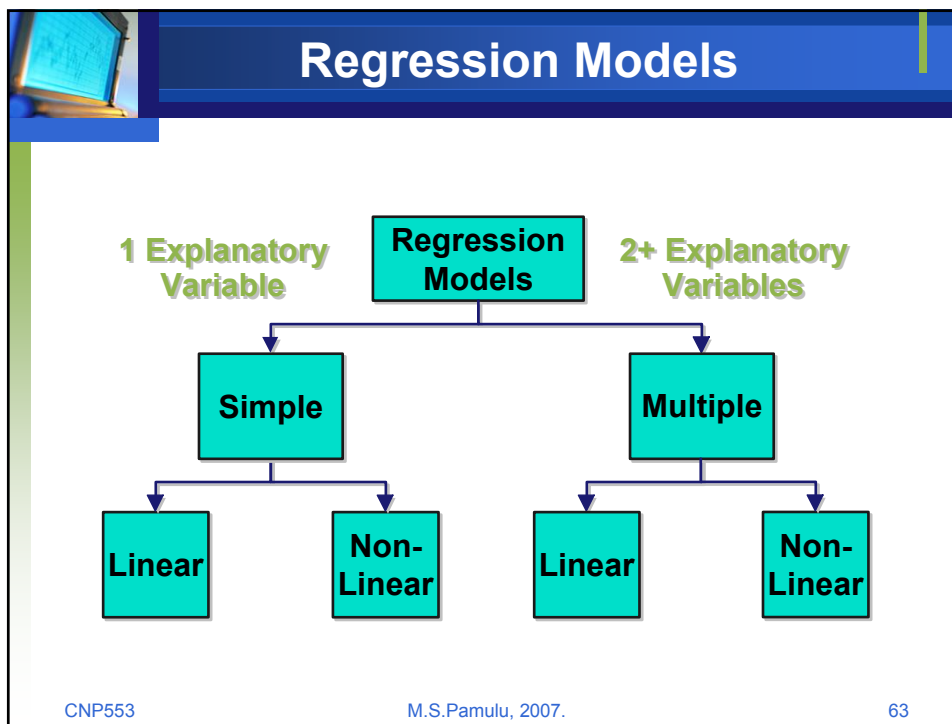 Regression Models
1 Explanatory
Variable
Regression
Models
2+ Explanatory
Variables
Simple
Multiple
Linear
Non-
Linear
Linear
Non-
Linear
CNP553
M.S.Pamulu, 2007.
63